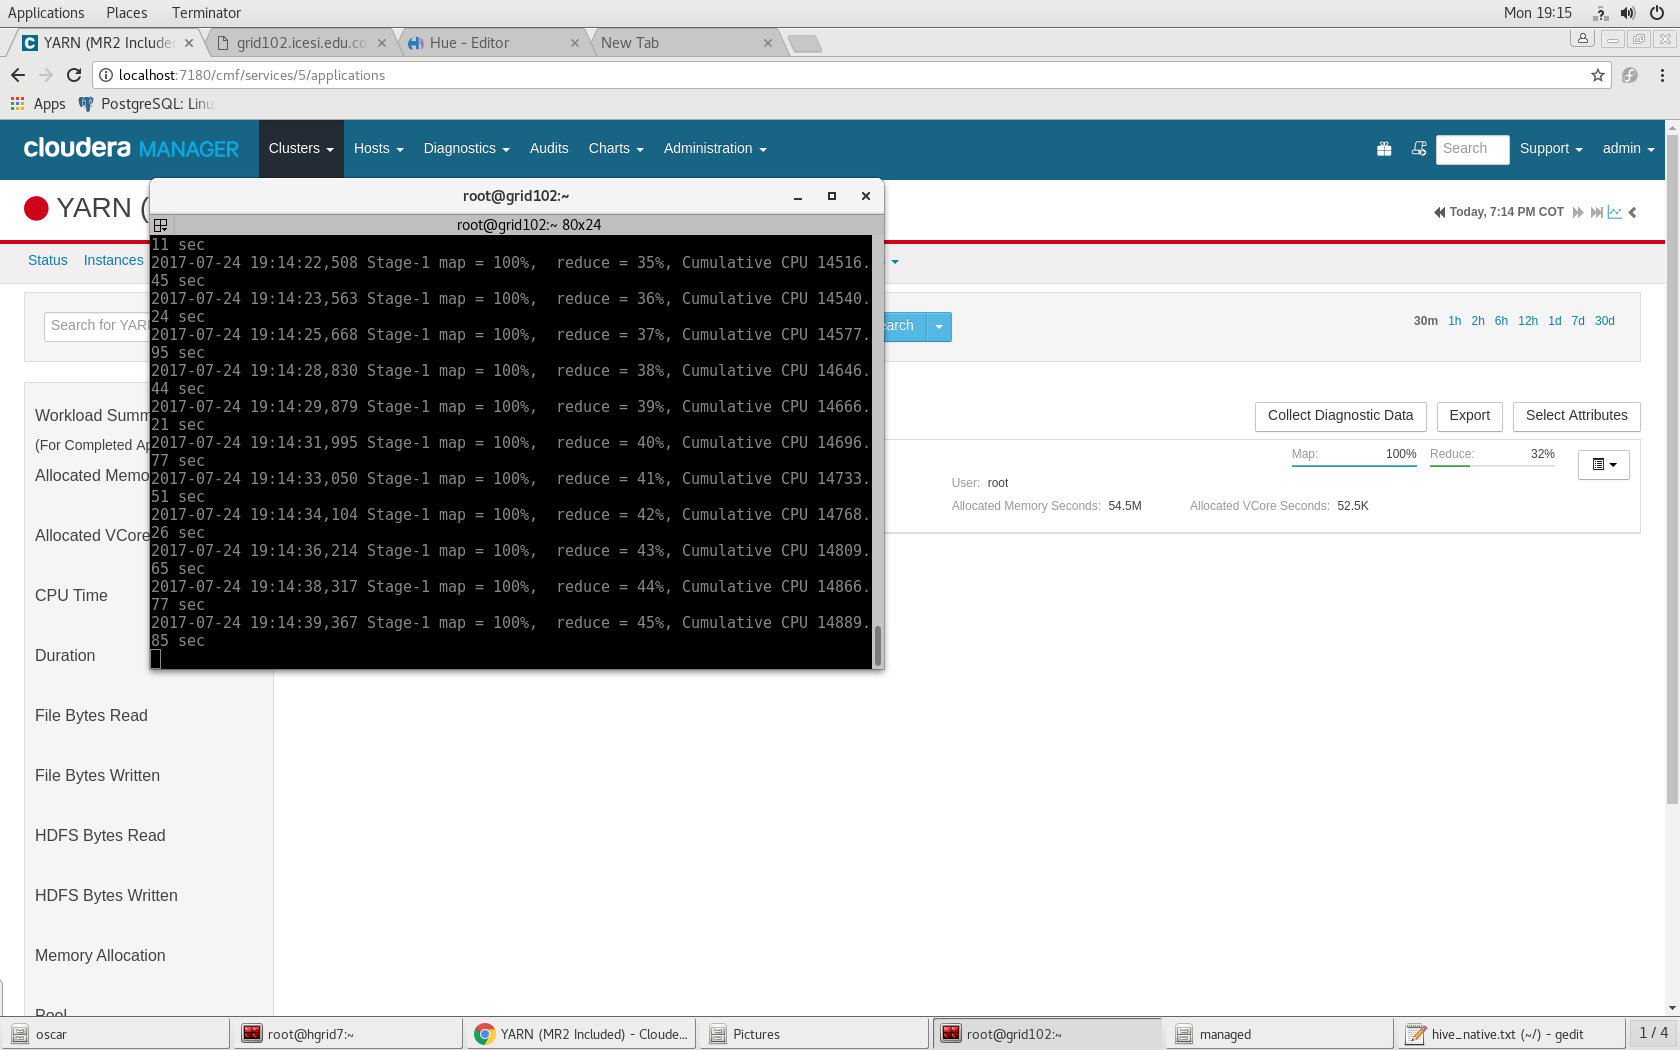 Applications Places Terminator Mon 19:15
YARN (MR2 Include grid102.icesi.edu.co Hue - Editor New Tab
localhost:7180/cmf/services/5/applications
Apps PostgreSQL: Linu
cloudera MANAGER Clusters Hosts Diagnostics Audits Charts Administration Search Support admin
root@grid102:~
YARN ( Today, 7:14 PM COT
root@grid102:~ 80x24
Status Instances
Search for YAR earch 30m 1h 2h 6h 12h 1d 7d 30d
11 sec
2017-07-24 19:14:22,508 Stage-1 map = 100%,  reduce = 35%, Cumulative CPU 14516.
45 sec
2017-07-24 19:14:23,563 Stage-1 map = 100%,  reduce = 36%, Cumulative CPU 14540.
24 sec
2017-07-24 19:14:25,668 Stage-1 map = 100%,  reduce = 37%, Cumulative CPU 14577.
95 sec
2017-07-24 19:14:28,830 Stage-1 map = 100%,  reduce = 38%, Cumulative CPU 14646.
44 sec
2017-07-24 19:14:29,879 Stage-1 map = 100%,  reduce = 39%, Cumulative CPU 14666.
21 sec
2017-07-24 19:14:31,995 Stage-1 map = 100%,  reduce = 40%, Cumulative CPU 14696.
77 sec
2017-07-24 19:14:33,050 Stage-1 map = 100%,  reduce = 41%, Cumulative CPU 14733.
51 sec
2017-07-24 19:14:34,104 Stage-1 map = 100%,  reduce = 42%, Cumulative CPU 14768.
26 sec
2017-07-24 19:14:36,214 Stage-1 map = 100%,  reduce = 43%, Cumulative CPU 14809.
65 sec
2017-07-24 19:14:38,317 Stage-1 map = 100%,  reduce = 44%, Cumulative CPU 14866.
77 sec
2017-07-24 19:14:39,367 Stage-1 map = 100%,  reduce = 45%, Cumulative CPU 14889.
85 sec
Collect Diagnostic Data Export Select Attributes
Map: 100% Reduce: 32%
User: root
Allocated Memory Seconds: 54.5M Allocated VCore Seconds: 52.5K
Workload Summ
(For Completed Ap
Allocated Memo
Allocated VCore
CPU Time
Duration
File Bytes Read
File Bytes Written
HDFS Bytes Read
HDFS Bytes Written
Memory Allocation
Pool
oscar root@hgrid7:~ YARN (MR2 Included) - Cloude... Pictures root@grid102:~ managed hive_native.txt (~/) - gedit 1 / 4